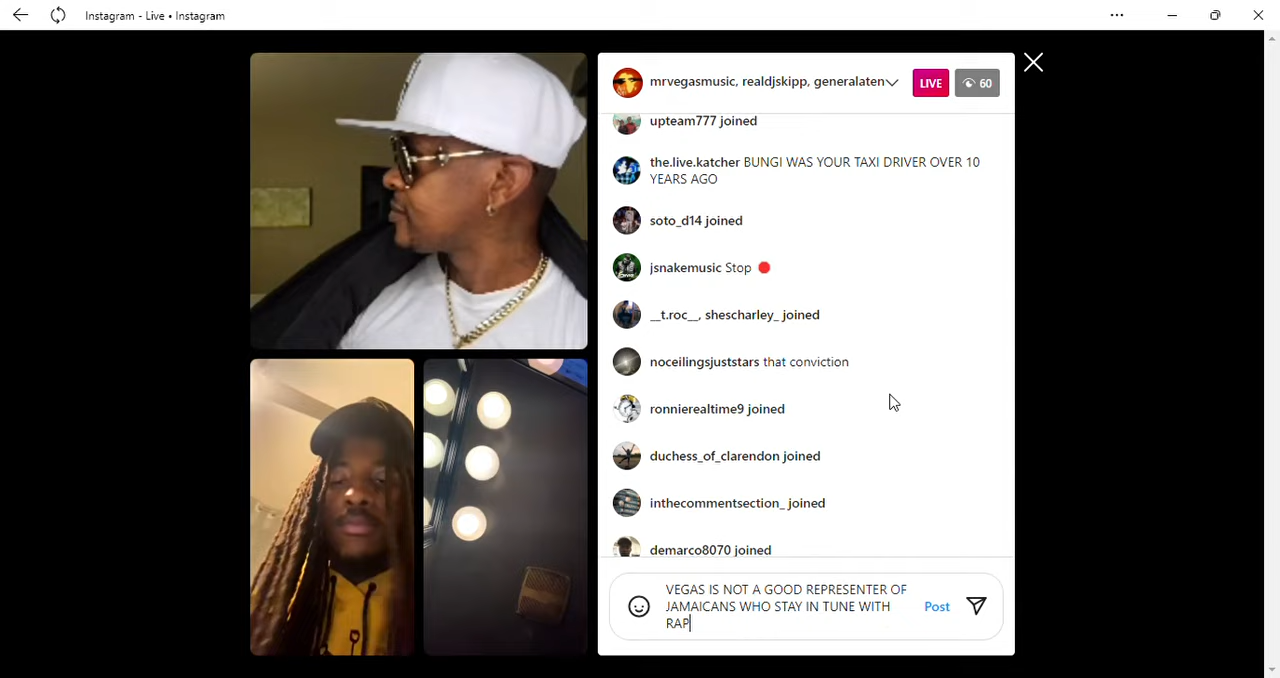 Instagram - Live • Instagram
mrvegasmusic, realdjskipp, generalaten
LIVE
60
upteam777 joined
the.live.katcher BUNGI WAS YOUR TAXI DRIVER OVER 10
YEARS AGO
soto_d14 joined
jsnakemusic Stop 🔴
__t.roc__, shescharley_ joined
noceilingsjuststars that conviction
ronnierealtime9 joined
duchess_of_clarendon joined
inthecommentsection_ joined
demarco8070 joined
VEGAS IS NOT A GOOD REPRESENTER OF
JAMAICANS WHO STAY IN TUNE WITH
RAP
Post